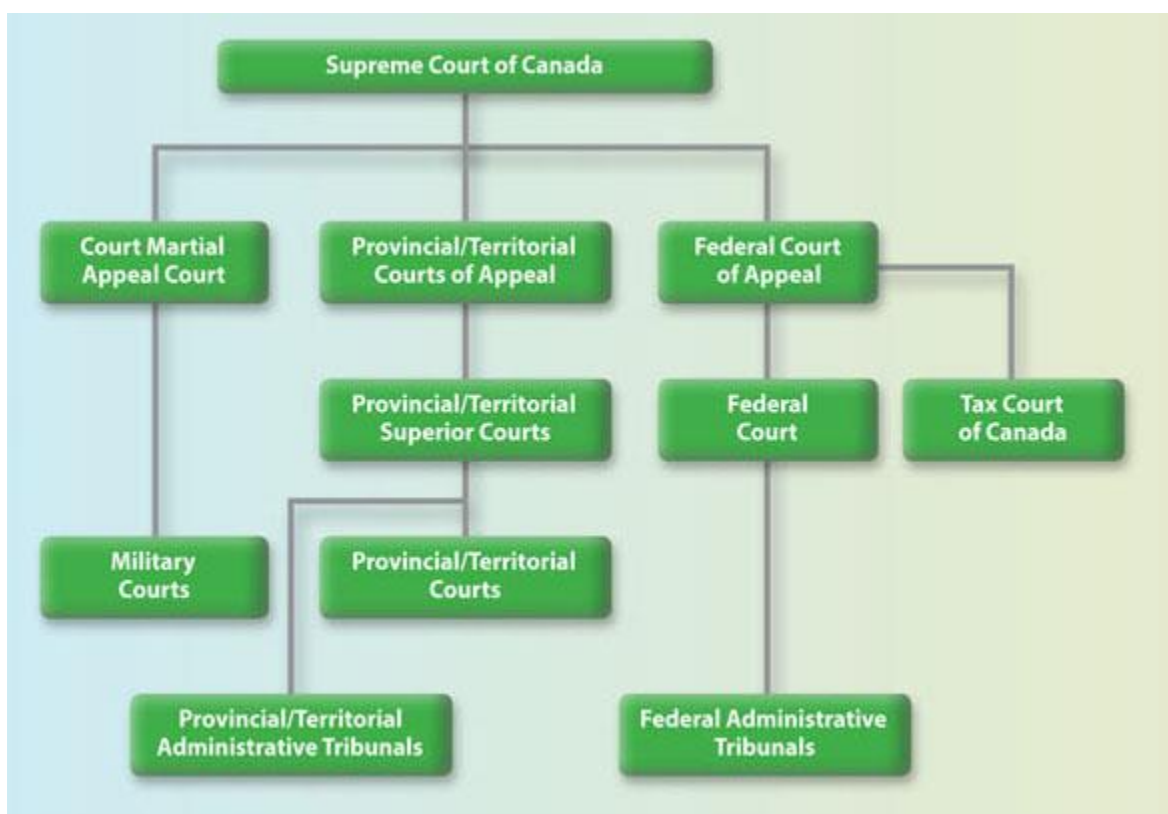 Supreme Court of Canada
Court Martial
Appeal Court
Provincial/Territorial
Courts of Appeal
Federal Court
of Appeal
Provincial/Territorial
Superior Courts
Federal
Court
Tax Court
of Canada
Military
Courts
Provincial/Territorial
Courts
Provincial/Territorial
Administrative Tribunals
Federal Administrative
Tribunals